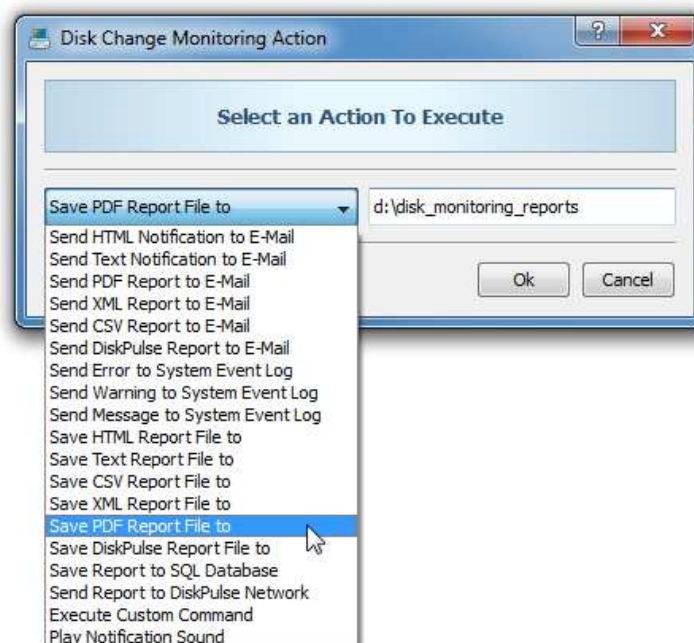 Disk Change Monitoring Action
Select an Action To Execute
Save PDF Report File to
d:\disk_monitoring_reports
Send HTML Notification to E-Mail
Send Text Notification to E-Mail
Send PDF Report to E-Mail
Send XML Report to E-Mail
Send CSV Report to E-Mail
Send DiskPulse Report to E-Mail
Send Error to System Event Log
Send Warning to System Event Log
Send Message to System Event Log
Save HTML Report File to
Save Text Report File to
Save CSV Report File to
Save XML Report File to
Save PDF Report File to
Save DiskPulse Report File to
Save Report to SQL Database
Send Report to DiskPulse Network
Execute Custom Command
Play Notification Sound
Ok
Cancel